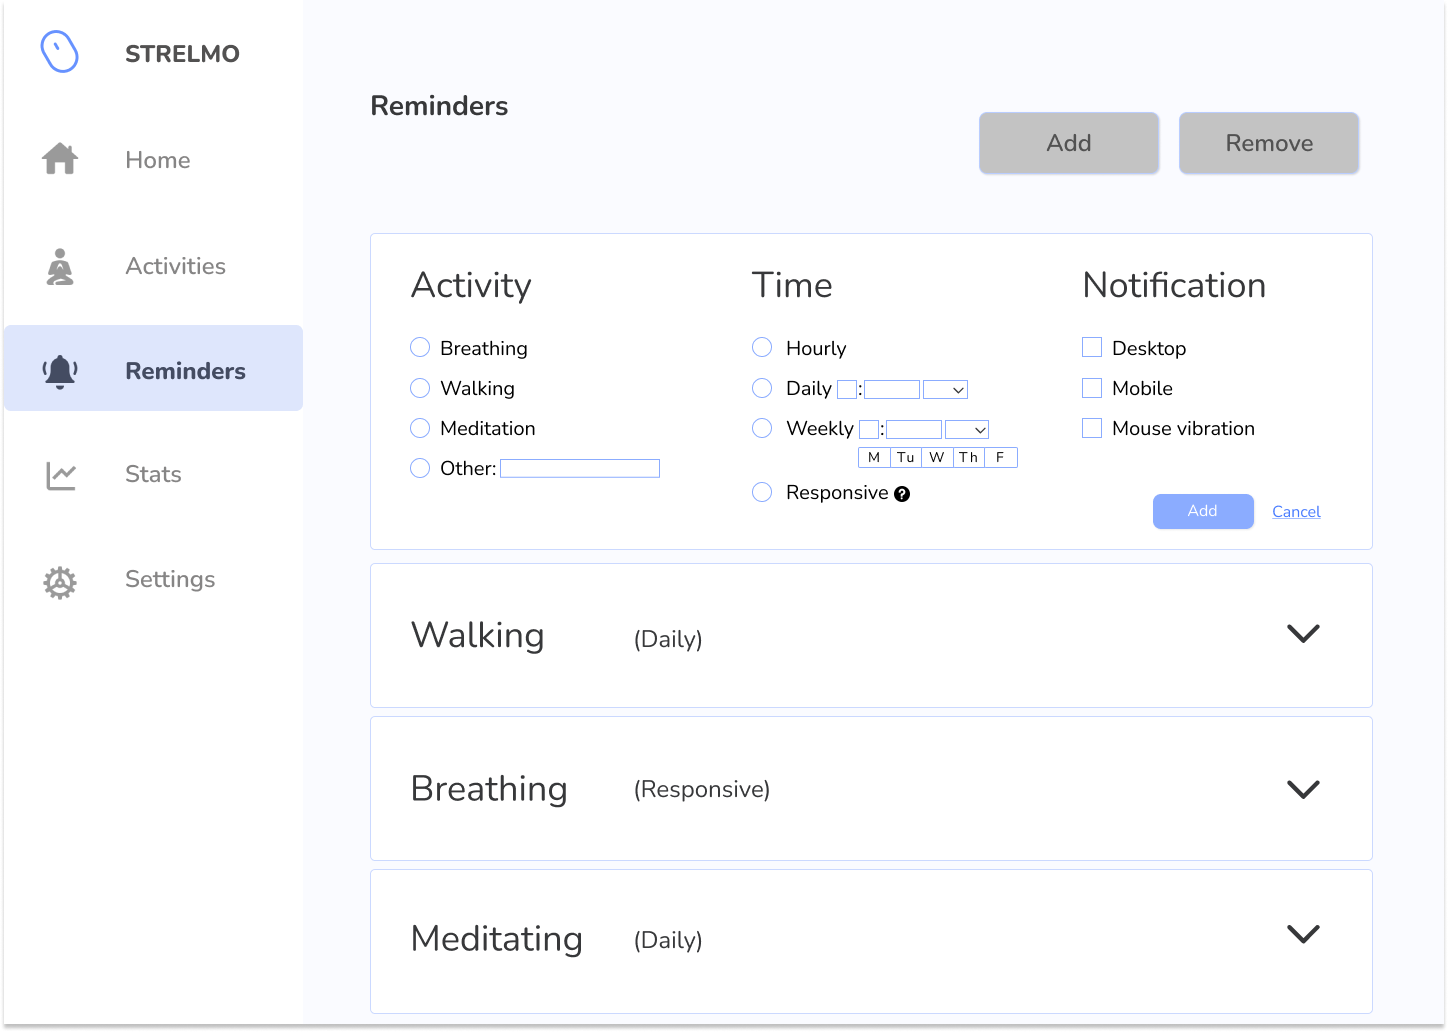 STRELMO
Home
Activities
Reminders
Stats
Settings
Reminders
Add
Remove
Activity
Breathing
Walking
Meditation
Other:
Time
Hourly
Daily :
Weekly :
M Tu W Th F
Responsive ?
Notification
Desktop
Mobile
Mouse vibration
Add
Cancel
Walking (Daily)
Breathing (Responsive)
Meditating (Daily)